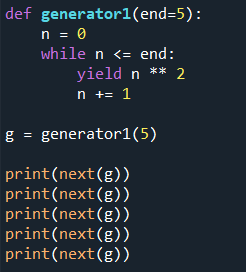 def generator1(end=5):
    n = 0
    while n <= end:
        yield n ** 2
        n += 1

g = generator1(5)

print(next(g))
print(next(g))
print(next(g))
print(next(g))
print(next(g))